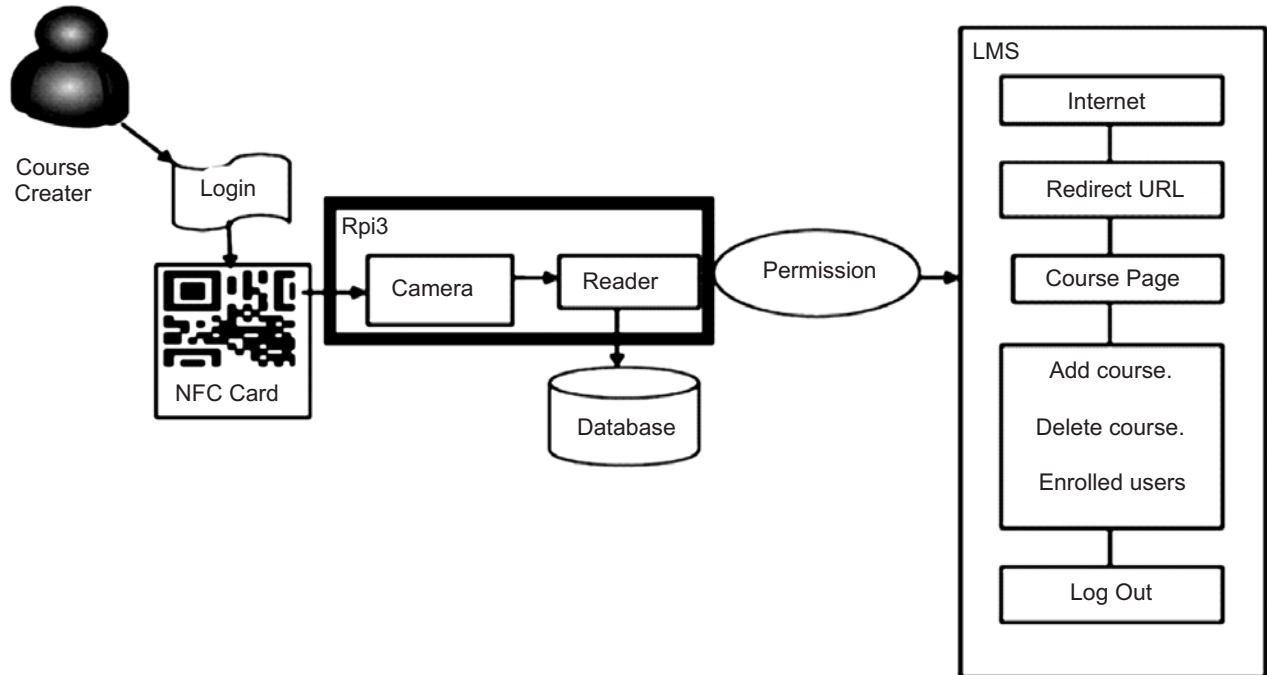 Course
Creater
Login
NFC Card
Rpi3
Camera
Reader
Database
Permission
LMS
Internet
Redirect URL
Course Page
Add course.
Delete course.
Enrolled users
Log Out